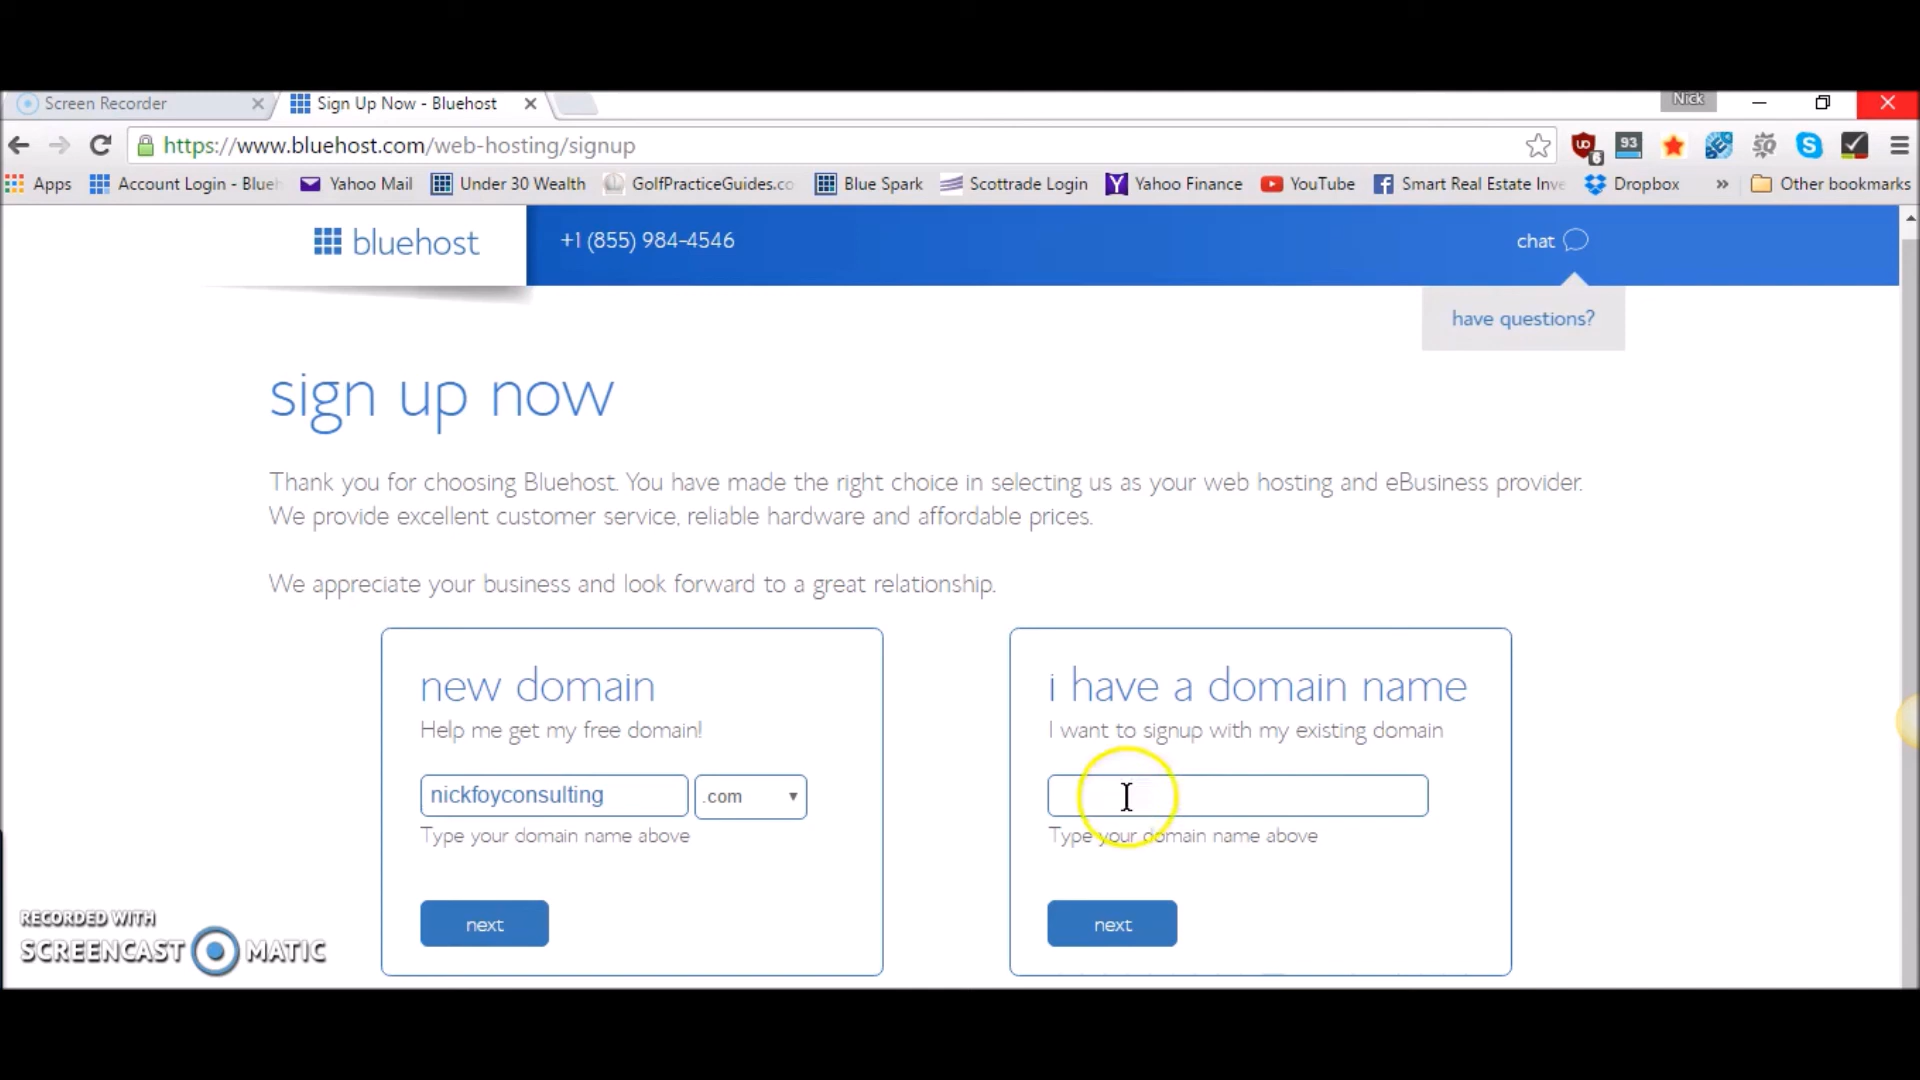 Screen Recorder
Sign Up Now - Bluehost
Nick
https://www.bluehost.com/web-hosting/signup
93
6
Apps
Account Login - Blueh
Yahoo Mail
Under 30 Wealth
GolfPracticeGuides.co
Blue Spark
Scottrade Login
Yahoo Finance
YouTube
Smart Real Estate Inve
Dropbox
»
Other bookmarks
bluehost
+1 (855) 984-4546
chat
have questions?
sign up now
Thank you for choosing Bluehost. You have made the right choice in selecting us as your web hosting and eBusiness provider.
We provide excellent customer service, reliable hardware and affordable prices.
We appreciate your business and look forward to a great relationship.
new domain
Help me get my free domain!
nickfoyconsulting
.com
Type your domain name above
next
i have a domain name
I want to signup with my existing domain
Type your domain name above
next
RECORDED WITH
SCREENCAST MATIC